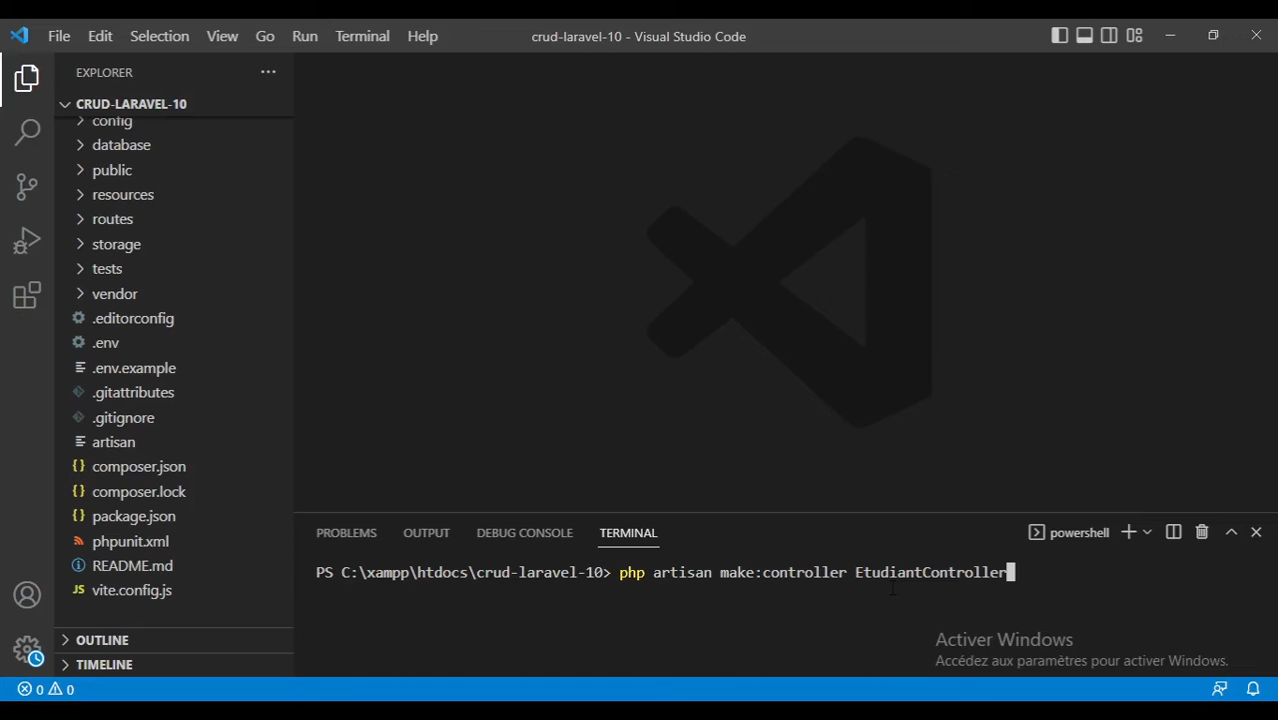 File Edit Selection View Go Run Terminal Help
crud-laravel-10 - Visual Studio Code
EXPLORER
CRUD-LARAVEL-10
config
database
public
resources
routes
storage
tests
vendor
.editorconfig
.env
.env.example
.gitattributes
.gitignore
artisan
composer.json
composer.lock
package.json
phpunit.xml
README.md
vite.config.js
OUTLINE
TIMELINE
PROBLEMS OUTPUT DEBUG CONSOLE TERMINAL
powershell
PS C:\xampp\htdocs\crud-laravel-10> php artisan make:controller EtudiantController
Activer Windows
Accédez aux paramètres pour activer Windows.
0 0